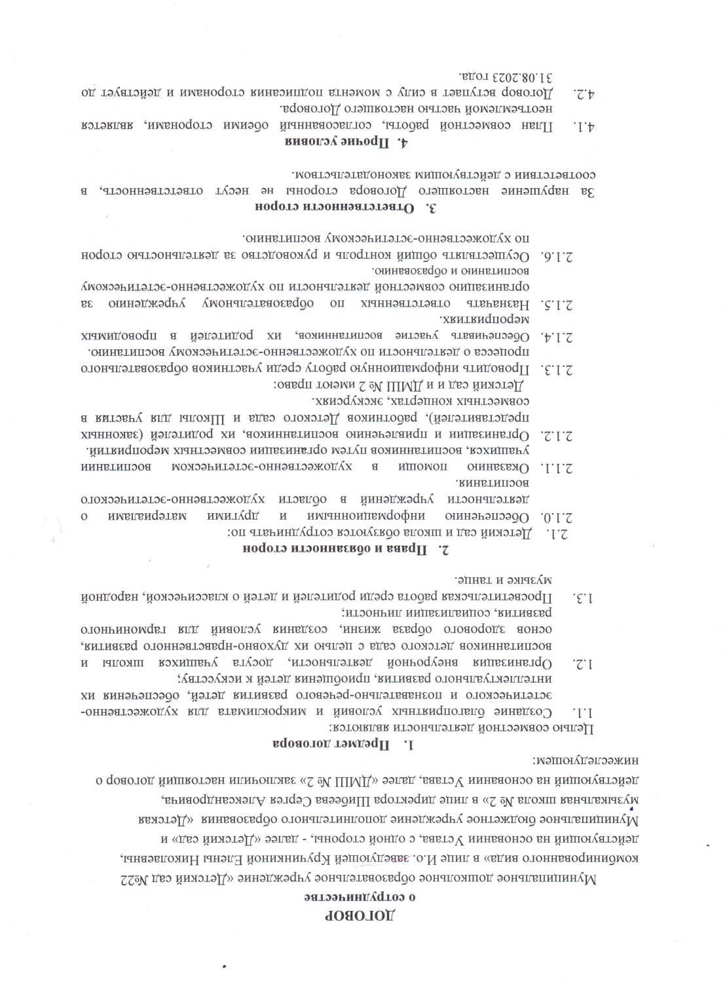 ДОГОВОР
о сотрудничестве
Муниципальное дошкольное образовательное учреждение «Детский сад №22
комбинированного вида» в лице И.о. заведующей Кручинкиной Елены Николаевны,
действующий на основании Устава, с одной стороны, - далее «Детский сад» и
Муниципальное бюджетное учреждение дополнительного образования «Детская
музыкальная школа № 2» в лице директора Шибеева Сергея Александровича,
действующий на основании Устава, далее «ДМШ № 2» заключили настоящий договор о
нижеследующем:
1. Предмет договора
Целью совместной деятельности являются:
1.1. Создание благоприятных условий и микроклимата для художественно-
эстетического и познавательно-речевого развития детей, обеспечения их
интеллектуального развития, приобщения детей к искусству;
1.2. Организация внеурочной деятельности, досуга учащихся школы и
воспитанников детского сада с целью их духовно-нравственного развития,
основ здорового образа жизни, создания условий для гармоничного
развития, социализации личности;
1.3. Просветительская работа среди родителей и детей о классической, народной
музыке и танце.
2. Права и обязанности сторон
2.1. Детский сад и школа обязуются сотрудничать по:
2.1.0. Обеспечению информационными и другими материалами о
деятельности учреждений в области художественно-эстетического
воспитания.
2.1.1. Оказанию помощи в художественно-эстетическом воспитании
учащихся, воспитанников путем организации совместных мероприятий.
2.1.2. Организации и привлечению воспитанников, их родителей (законных
представителей), работников Детского сада и Школы для участия в
совместных концертах, экскурсиях.
Детский сад и и ДМШ № 2 имеют право:
2.1.3. Проводить информационную работу среди участников образовательного
процесса о деятельности по художественно-эстетическому воспитанию.
2.1.4. Обеспечивать участие воспитанников, их родителей в проводимых
мероприятиях.
2.1.5. Назначать ответственных по образовательному учреждению за
организацию совместной деятельности по художественно-эстетическому
воспитанию и образованию.
2.1.6. Осуществлять общий контроль и руководство за деятельностью сторон
по художественно-эстетическому воспитанию.
3. Ответственности сторон
За нарушение настоящего Договора стороны не несут ответственность, в
соответствии с действующим законодательством.
4. Прочие условия
4.1. План совместной работы, согласованный обеими сторонами, является
неотъемлемой частью настоящего Договора.
4.2. Договор вступает в силу с момента подписания сторонами и действует до
31.08.2023 года.